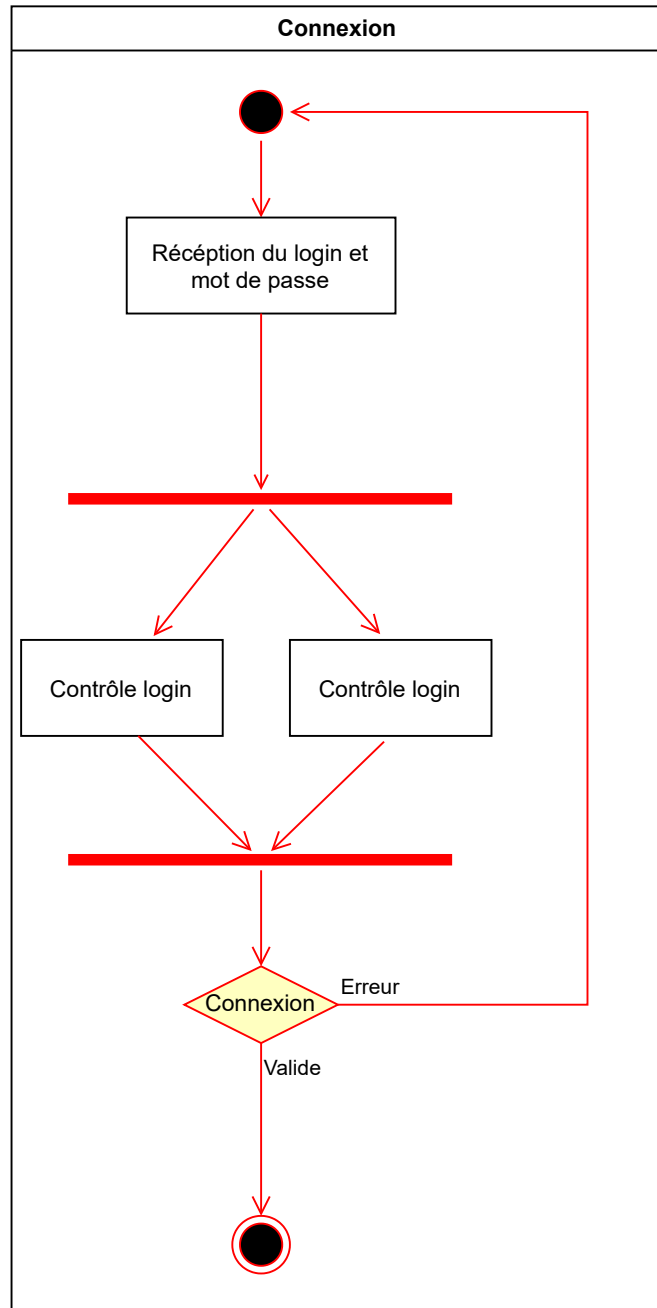 Connexion
Récéption du login et
mot de passe
Contrôle login
Contrôle login
Connexion
Erreur
Valide